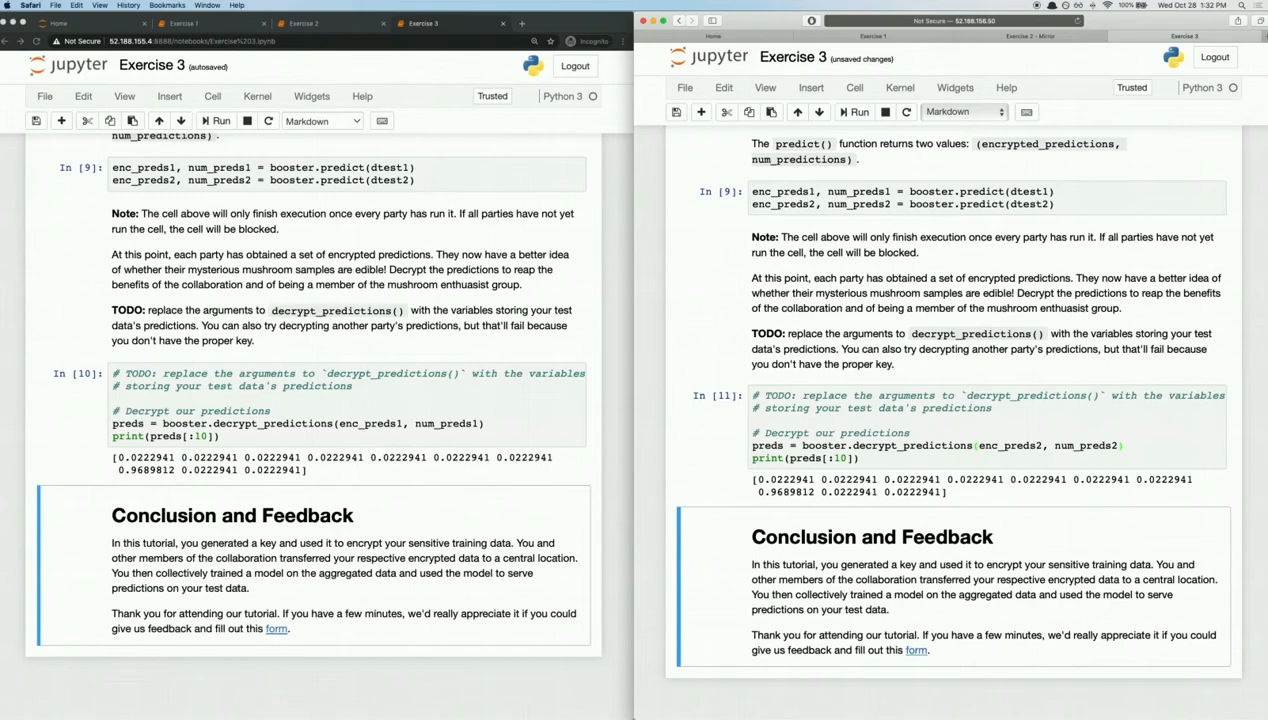 Safari File Edit View History Bookmarks Window Help
100% Wed Oct 28 1:32 PM
Home Exercise 1 Exercise 2 Exercise 3
Not Secure — 52.188.155.4:8888/notebooks/Exercise%203.ipynb Incognito
jupyter Exercise 3 (autosaved) Logout
File Edit View Insert Cell Kernel Widgets Help Trusted Python 3
Run Markdown
num_predictions) .
In [9]: enc_preds1, num_preds1 = booster.predict(dtest1)
enc_preds2, num_preds2 = booster.predict(dtest2)
Note: The cell above will only finish execution once every party has run it. If all parties have not yet
run the cell, the cell will be blocked.
At this point, each party has obtained a set of encrypted predictions. They now have a better idea
of whether their mysterious mushroom samples are edible! Decrypt the predictions to reap the
benefits of the collaboration and of being a member of the mushroom enthusiast group.
TODO: replace the arguments to decrypt_predictions() with the variables storing your test
data's predictions. You can also try decrypting another party's predictions, but that'll fail because
you don't have the proper key.
In [10]: # TODO: replace the arguments to `decrypt_predictions()` with the variables
# storing your test data's predictions
# Decrypt our predictions
preds = booster.decrypt_predictions(enc_preds1, num_preds1)
print(preds[:10])
[0.0222941 0.0222941 0.0222941 0.0222941 0.0222941 0.0222941 0.0222941
0.9689812 0.0222941 0.0222941]
Conclusion and Feedback
In this tutorial, you generated a key and used it to encrypt your sensitive training data. You and
other members of the collaboration transferred your respective encrypted data to a central location.
You then collectively trained a model on the aggregated data and used the model to serve
predictions on your test data.
Thank you for attending our tutorial. If you have a few minutes, we'd really appreciate it if you could
give us feedback and fill out this form.
Not Secure — 52.188.156.50
Home Exercise 1 Exercise 2 - Mirror Exercise 3
jupyter Exercise 3 (unsaved changes) Logout
File Edit View Insert Cell Kernel Widgets Help Trusted Python 3
Run Markdown
The predict() function returns two values: (encrypted_predictions,
num_predictions) .
In [9]: enc_preds1, num_preds1 = booster.predict(dtest1)
enc_preds2, num_preds2 = booster.predict(dtest2)
Note: The cell above will only finish execution once every party has run it. If all parties have not yet
run the cell, the cell will be blocked.
At this point, each party has obtained a set of encrypted predictions. They now have a better idea of
whether their mysterious mushroom samples are edible! Decrypt the predictions to reap the benefits
of the collaboration and of being a member of the mushroom enthusiast group.
TODO: replace the arguments to decrypt_predictions() with the variables storing your test
data's predictions. You can also try decrypting another party's predictions, but that'll fail because
you don't have the proper key.
In [11]: # TODO: replace the arguments to `decrypt_predictions()` with the variables
# storing your test data's predictions
# Decrypt our predictions
preds = booster.decrypt_predictions(enc_preds2, num_preds2)
print(preds[:10])
[0.0222941 0.0222941 0.0222941 0.0222941 0.0222941 0.0222941 0.0222941
0.9689812 0.0222941 0.0222941]
Conclusion and Feedback
In this tutorial, you generated a key and used it to encrypt your sensitive training data. You and
other members of the collaboration transferred your respective encrypted data to a central location.
You then collectively trained a model on the aggregated data and used the model to serve
predictions on your test data.
Thank you for attending our tutorial. If you have a few minutes, we'd really appreciate it if you could
give us feedback and fill out this form.